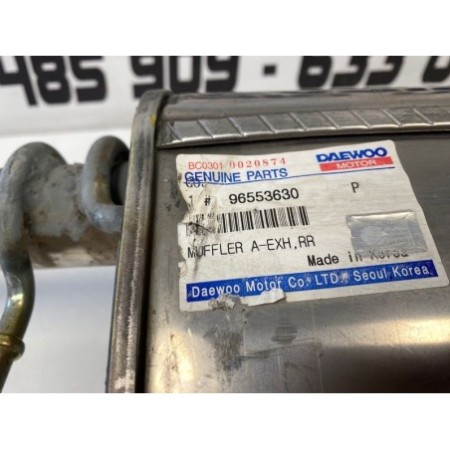 485 909 - 633 0
BC0301 0020874 DAEWOO
GENUINE PARTS MOTOR
# 96553630 P
MUFFLER A-EXH,RR
Made in Korea
Daewoo Motor Co. LTD. Seoul Korea.